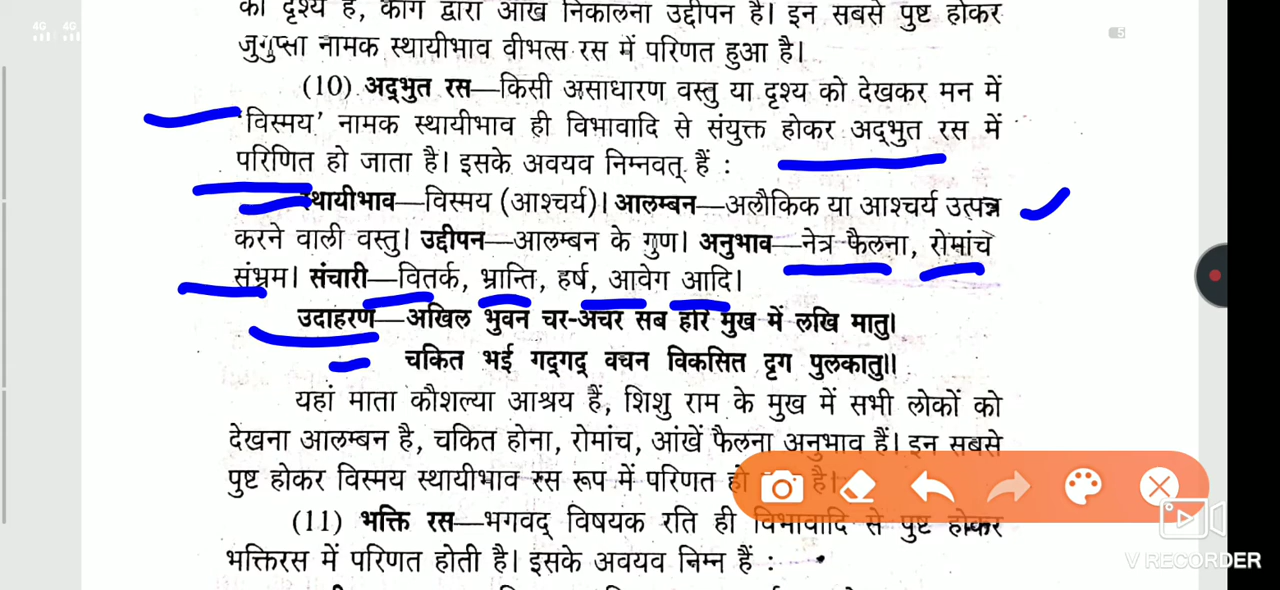 4G 4G
5
को दृश्य है, काग द्वारा आंख निकालना उद्दीपन है। इन सबसे पुष्ट होकर
जुगुप्सा नामक स्थायीभाव वीभत्स रस में परिणत हुआ है।
(10) अद्भुत रस—किसी असाधारण वस्तु या दृश्य को देखकर मन में
'विस्मय' नामक स्थायीभाव ही विभावादि से संयुक्त होकर अद्भुत रस में
परिणित हो जाता है। इसके अवयव निम्नवत् हैं :
स्थायीभाव—विस्मय (आश्चर्य)। आलम्बन—अलौकिक या आश्चर्य उत्पन्न
करने वाली वस्तु। उद्दीपन—आलम्बन के गुण। अनुभाव—नेत्र फैलना, रोमांच
संभ्रम। संचारी—वितर्क, भ्रान्ति, हर्ष, आवेग आदि।
उदाहरण—अखिल भुवन चर-अचर सब हरि मुख में लखि मातु।
चकित भई गद्गद् वचन विकसित दृग पुलकातु॥
यहां माता कौशल्या आश्रय हैं, शिशु राम के मुख में सभी लोकों को
देखना आलम्बन है, चकित होना, रोमांच, आंखें फैलना अनुभाव हैं। इन सबसे
पुष्ट होकर विस्मय स्थायीभाव रस रूप में परिणत हो है।
(11) भक्ति रस—भगवद् विषयक रति ही विभावादि से पुष्ट होकर
भक्तिरस में परिणत होती है। इसके अवयव निम्न हैं :
V RECORDER